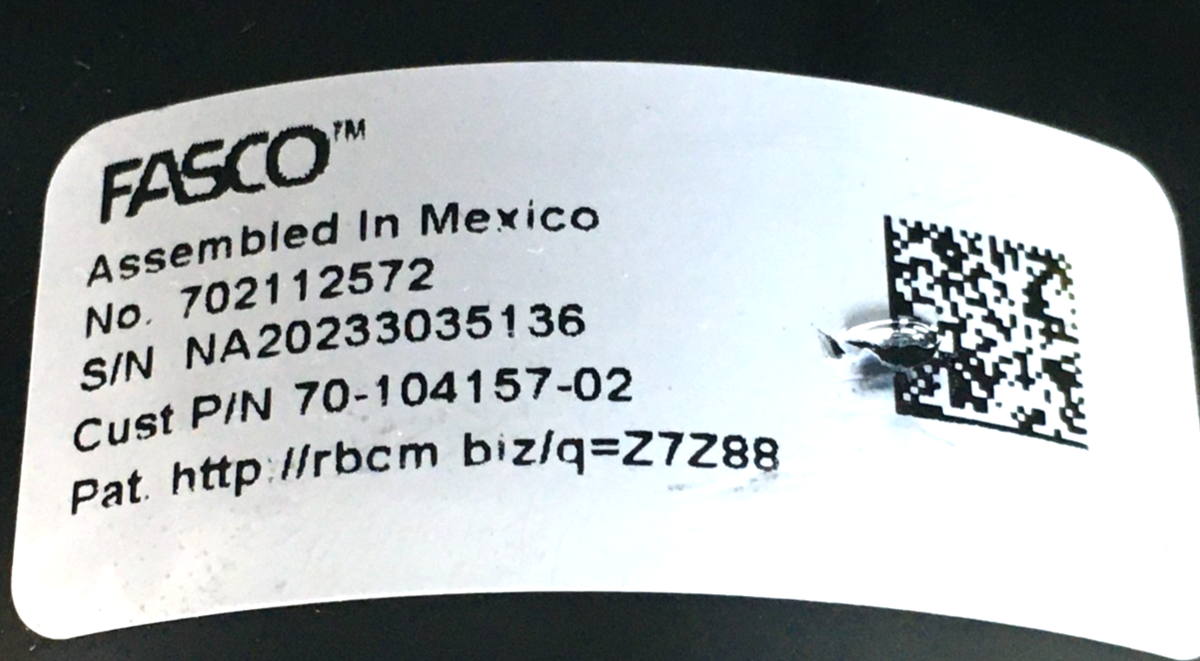 FASCO™
Assembled In Mexico
No. 702112572
S/N NA20233035136
Cust P/N 70-104157-02
Pat. http://rbcm biz/q=Z7Z88